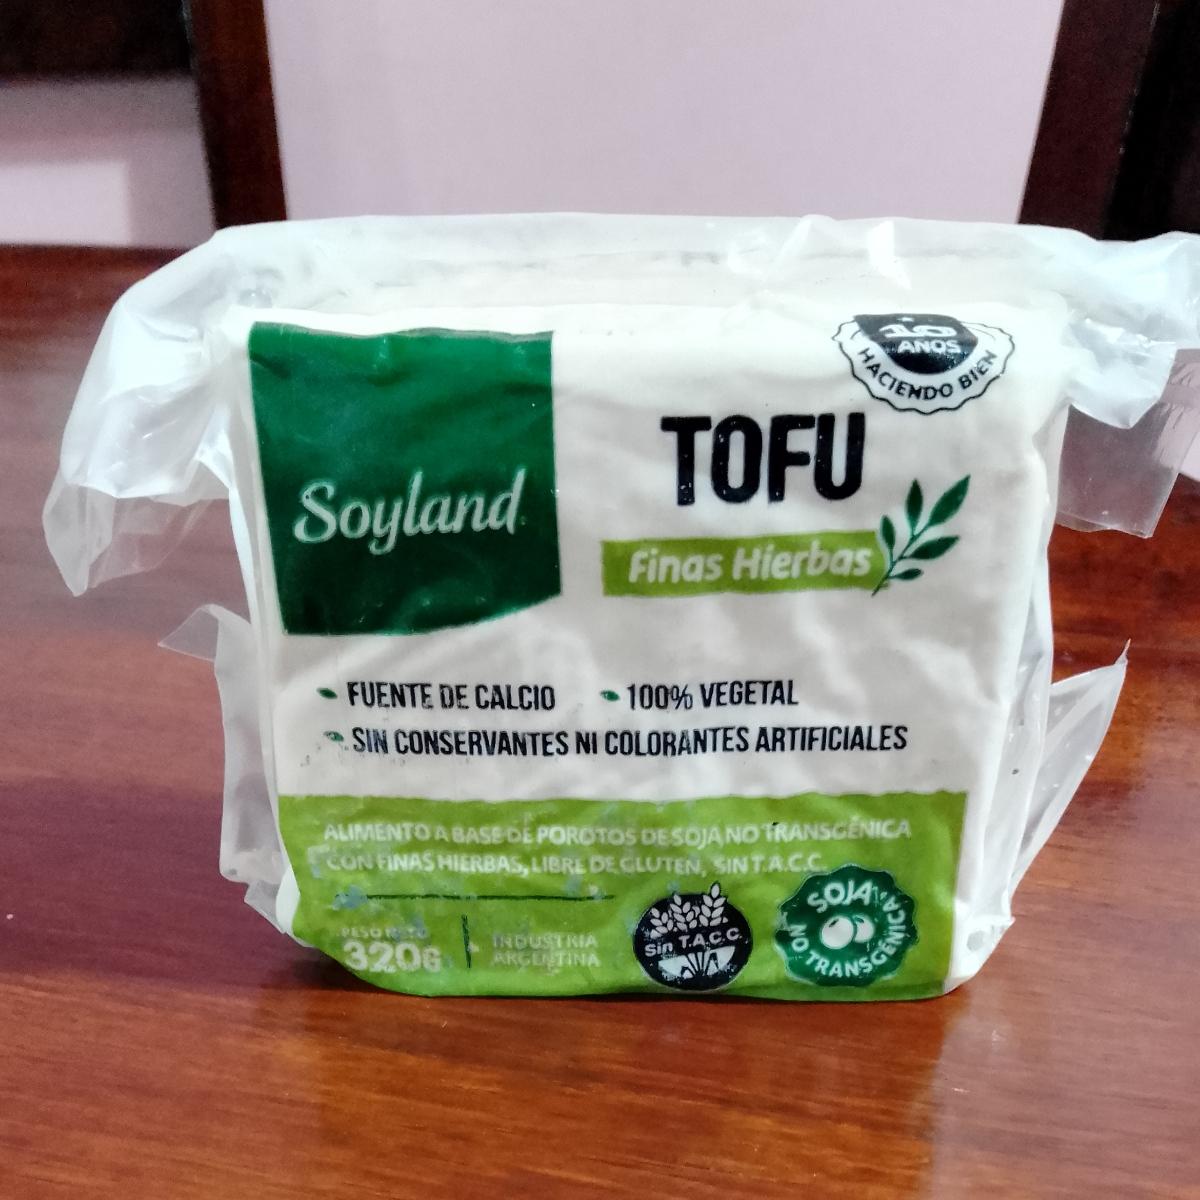 10
AÑOS
HACIENDO BIEN
TOFU
Soyland
Finas Hierbas
FUENTE DE CALCIO
100% VEGETAL
SIN CONSERVANTES NI COLORANTES ARTIFICIALES
ALIMENTO A BASE DE POROTOS DE SOJA NO TRANSGÉNICA
CON FINAS HIERBAS, LIBRE DE GLUTEN, SIN T.A.C.C.
PESO NETO
320G
INDUSTRIA
ARGENTINA
Sin T.A.C.C.
SOJA
NO TRANSGÉNICA